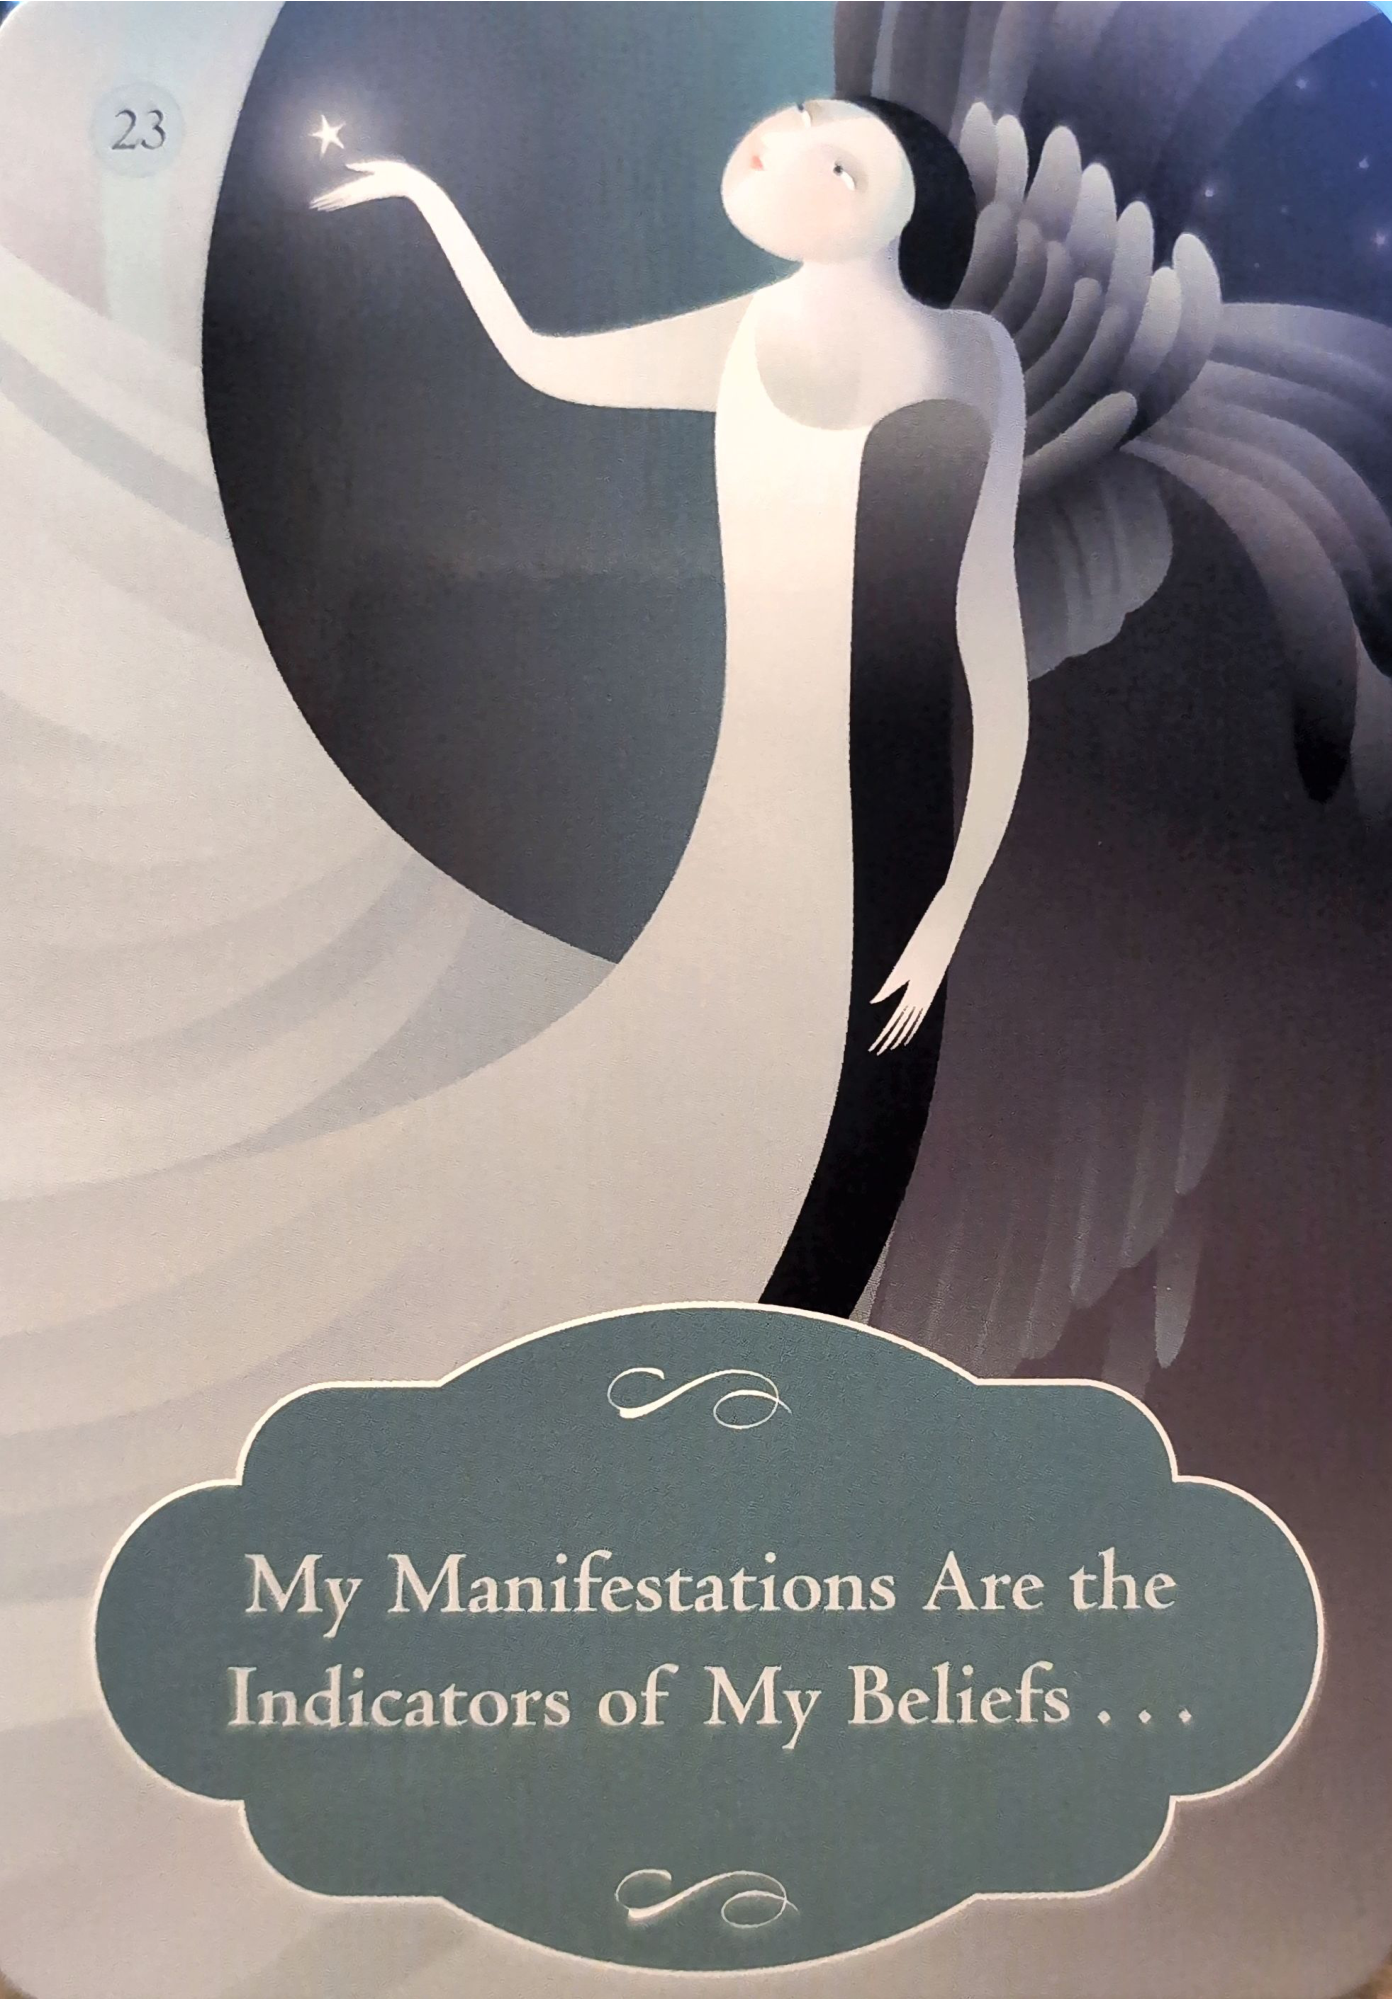 23
My Manifestations Are the
Indicators of My Beliefs . . .